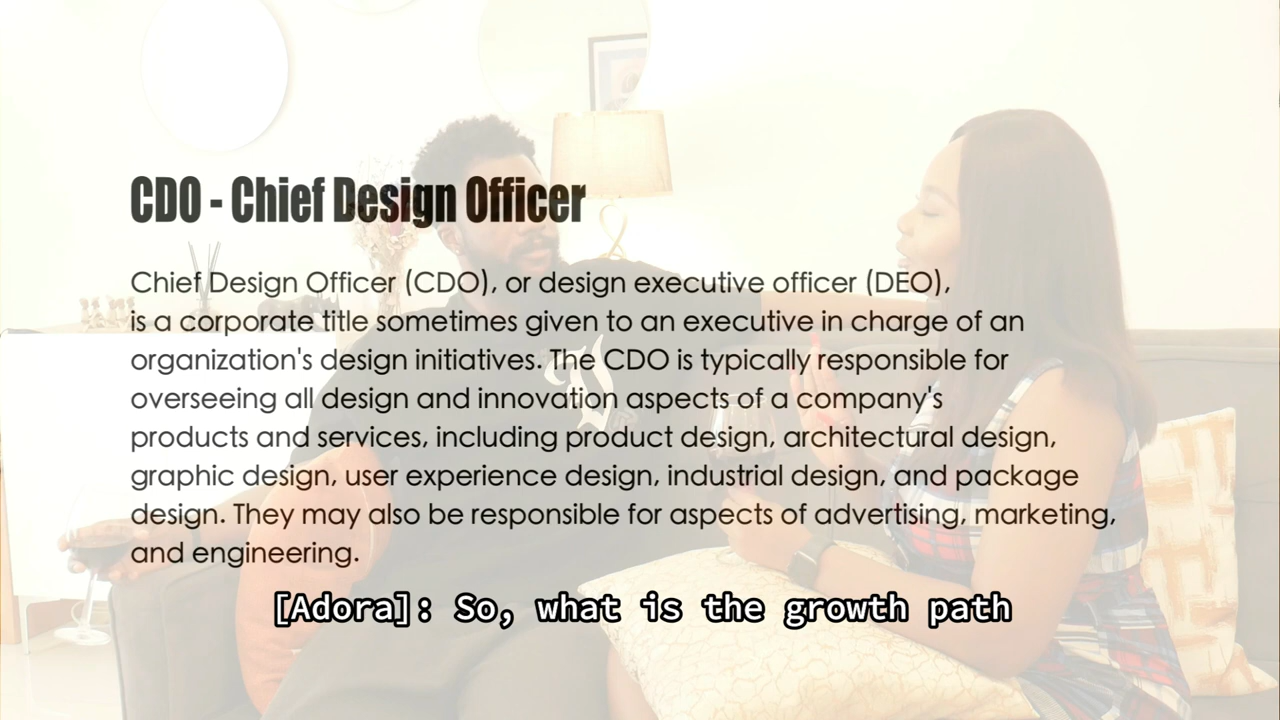 CDO - Chief Design Officer
Chief Design Officer (CDO), or design executive officer (DEO),
is a corporate title sometimes given to an executive in charge of an
organization's design initiatives. The CDO is typically responsible for
overseeing all design and innovation aspects of a company's
products and services, including product design, architectural design,
graphic design, user experience design, industrial design, and package
design. They may also be responsible for aspects of advertising, marketing,
and engineering.
[Adora]: So, what is the growth path